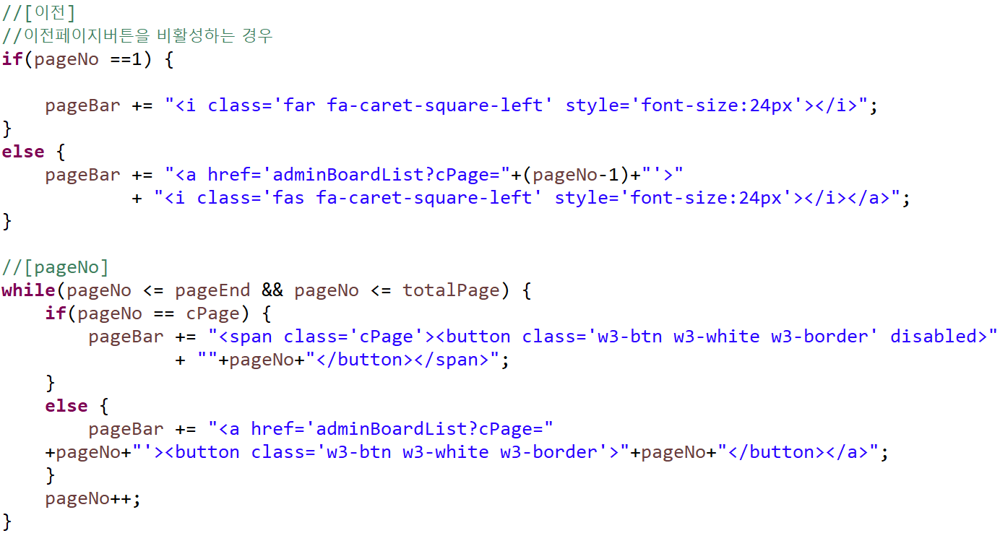 //[이전]
//이전페이지버튼을 비활성하는 경우
if(pageNo ==1) {
pageBar += "<i class='far fa-caret-square-left' style='font-size:24px'></i>";
}
else {
pageBar += "<a href='adminBoardList?cPage="+(pageNo-1)+"'>"
+ "<i class='fas fa-caret-square-left' style='font-size:24px'></i></a>";
}
//[pageNo]
while(pageNo <= pageEnd && pageNo <= totalPage) {
if(pageNo == cPage) {
pageBar += "<span class='cPage'><button class='w3-btn w3-white w3-border' disabled>"
+ ""+pageNo+"</button></span>";
}
else {
pageBar += "<a href='adminBoardList?cPage="
+pageNo+"'><button class='w3-btn w3-white w3-border'>"+pageNo+"</button></a>";
}
pageNo++;
}